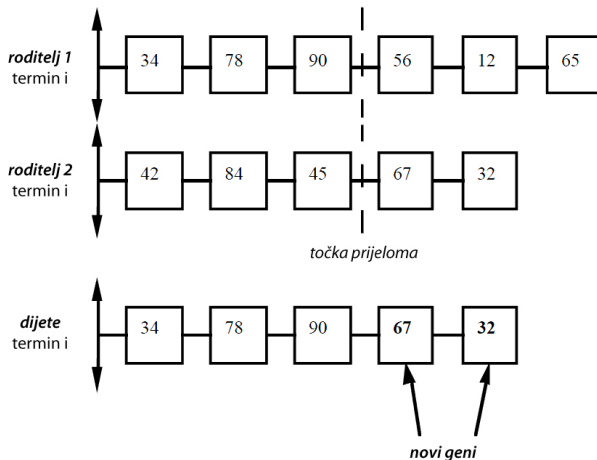 roditelj 1
termin i
34 78 90 56 12 65
roditelj 2
termin i
42 84 45 67 32
točka prijeloma
dijete
termin i
34 78 90 67 32
novi geni